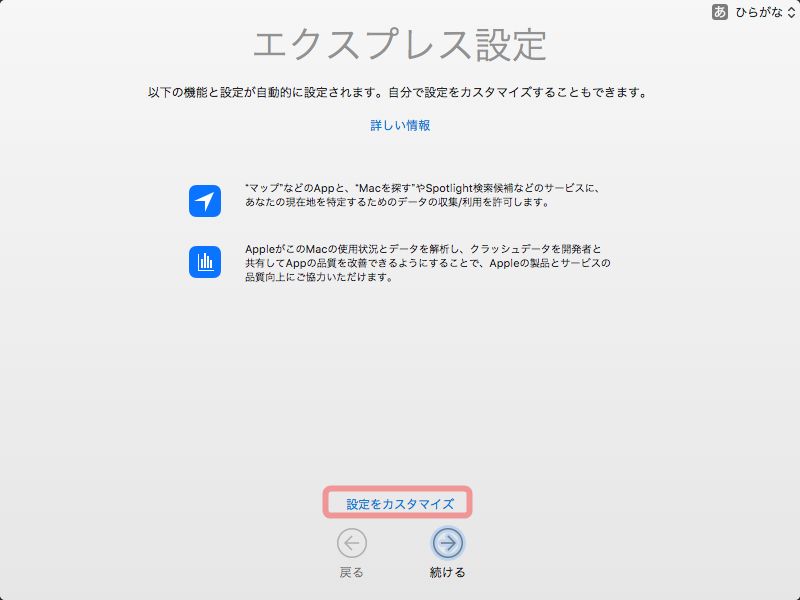 あ ひらがな
エクスプレス設定
以下の機能と設定が自動的に設定されます。自分で設定をカスタマイズすることもできます。
詳しい情報
“マップ”などのAppと、“Macを探す”やSpotlight検索候補などのサービスに、
あなたの現在地を特定するためのデータの収集/利用を許可します。
AppleがこのMacの使用状況とデータを解析し、クラッシュデータを開発者と
共有してAppの品質を改善できるようにすることで、Appleの製品とサービスの
品質向上にご協力いただけます。
設定をカスタマイズ
戻る 続ける